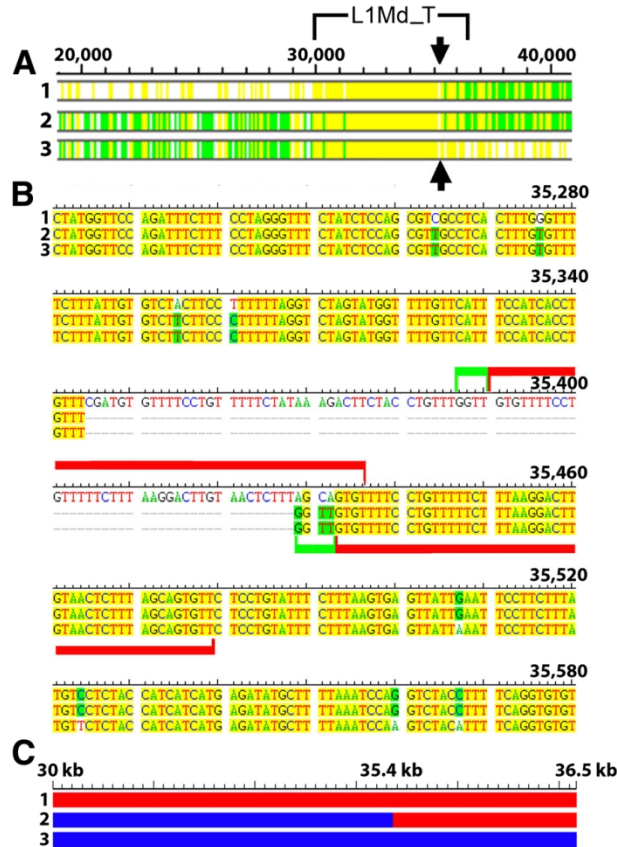 L1Md_T
20,000 30,000 40,000
A
1
2
3
B
35,280
1 CTATGGTTCC AGATTTCTTT CCTAGGGTTT CTATCTCCAG CGTCGCCTCA CTTTGGGTTT
2 CTATGGTTCC AGATTTCTTT CCTAGGGTTT CTATCTCCAG CGTTGCCTCA CTTTGTGTTT
3 CTATGGTTCC AGATTTCTTT CCTAGGGTTT CTATCTCCAG CGTTGCCTCA CTTTGTGTTT
35,340
TCTTTATTGT GTCTACTTCC TTTTTTAGGT CTAGTATGGT TTTGTTCATT TCCATCACCT
TCTTTATTGT GTCTTCTTCC CTTTTTAGGT CTAGTATGGT TTTGTTCATT TCCATCACCT
TCTTTATTGT GTCTTCTTCC CTTTTTAGGT CTAGTATGGT TTTGTTCATT TCCATCACCT
35,400
GTTTCGATGT GTTTTCCTGT TTTTCTATAA AGACTTCTAC CTGTTTGGTT GTGTTTTCCT
GTTT------ ---------- ---------- ---------- ---------- ----------
GTTT------ ---------- ---------- ---------- ---------- ----------
35,460
GTTTTTCTTT AAGGACTTGT AACTCTTTAG CAGTGTTTTC CTGTTTTTCT TTAAGGACTT
---------- ---------- --------GG TTGTGTTTTC CTGTTTTTCT TTAAGGACTT
---------- ---------- --------GG TTGTGTTTTC CTGTTTTTCT TTAAGGACTT
35,520
GTAACTCTTT AGCAGTGTTC TCCTGTATTT CTTTAAGTGA GTTATTGAAT TCCTTCTTTA
GTAACTCTTT AGCAGTGTTC TCCTGTATTT CTTTAAGTGA GTTATTGAAT TCCTTCTTTA
GTAACTCTTT AGCAGTGTTC TCCTGTATTT CTTTAAGTGA GTTATTAAAT TCCTTCTTTA
35,580
TGTCCTCTAC CATCATCATG AGATATGCTT TTAAATCCAG GTCTACCTTT TCAGGTGTGT
TGTCCTCTAC CATCATCATG AGATATGCTT TTAAATCCAG GTCTACCTTT TCAGGTGTGT
TGTTCTCTAC CATCATCATG AGATATGCTT TTAAATCCAA GTCTACATTT TCAGGTGTGT
C
30 kb 35.4 kb 36.5 kb
1
2
3